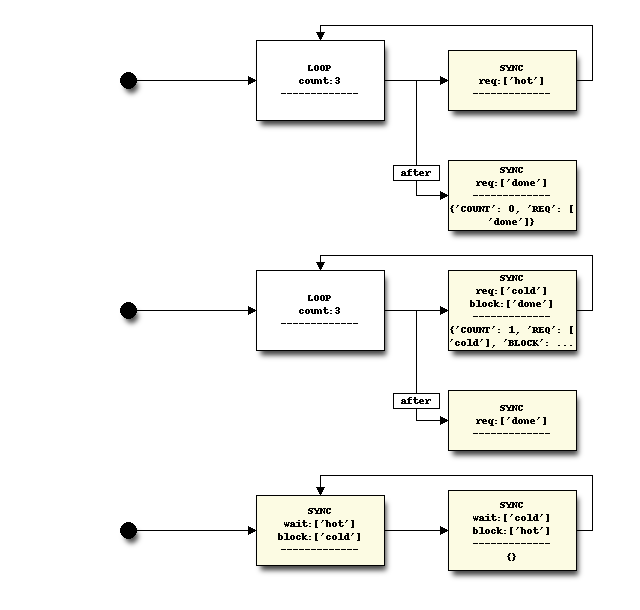 LOOP
count:3
-------------
SYNC
req:['hot']
-------------
after
SYNC
req:['done']
-------------
{'COUNT': 0, 'REQ': [
'done']}
LOOP
count:3
-------------
SYNC
req:['cold']
block:['done']
-------------
{'COUNT': 1, 'REQ': [
'cold'], 'BLOCK': ...
after
SYNC
req:['done']
-------------
SYNC
wait:['hot']
block:['cold']
-------------
SYNC
wait:['cold']
block:['hot']
-------------
{}